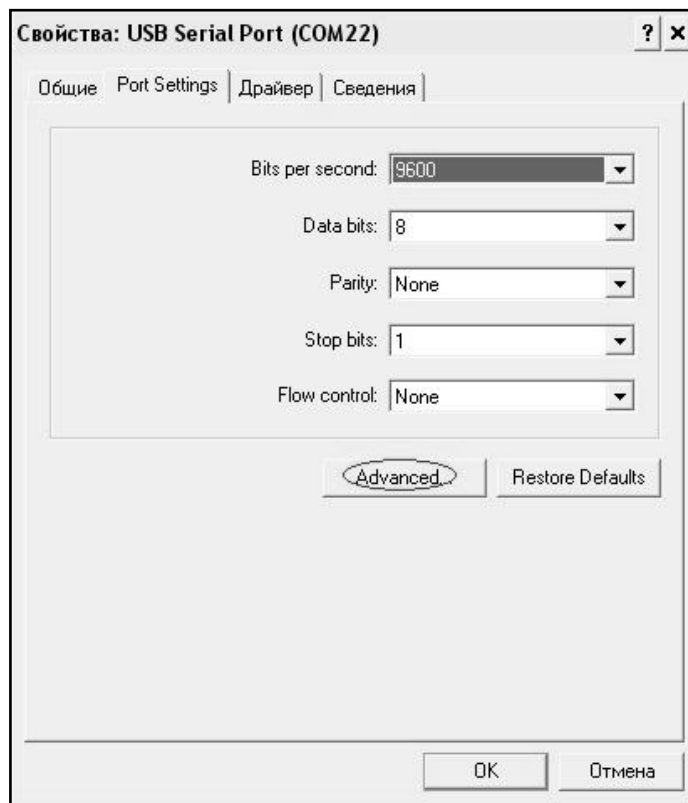 Свойства: USB Serial Port (COM22)
? ×
Общие Port Settings Драйвер Сведения
Bits per second: 9600
Data bits: 8
Parity: None
Stop bits: 1
Flow control: None
Advanced... Restore Defaults
OK Отмена